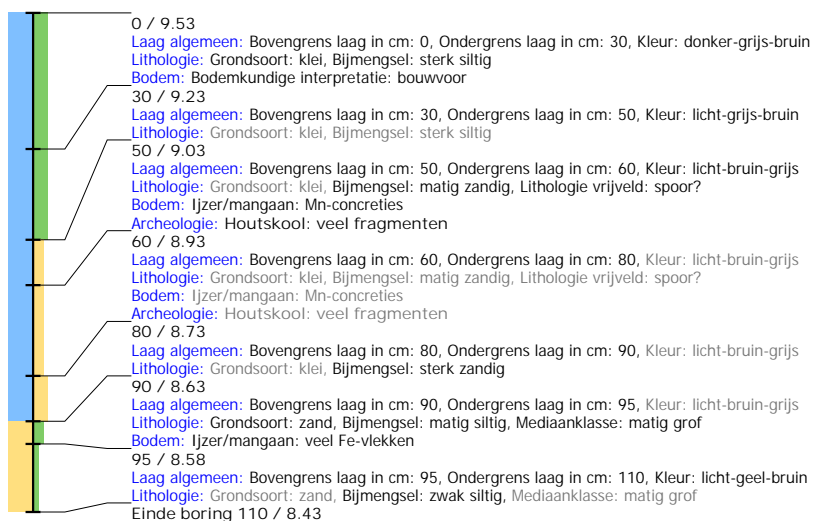 0 / 9.53
Laag algemeen: Bovengrens laag in cm: 0, Ondergrens laag in cm: 30, Kleur: donker-grijs-bruin
Lithologie: Grondsoort: klei, Bijmengsel: sterk siltig
Bodem: Bodemkundige interpretatie: bouwvoor
30 / 9.23
Laag algemeen: Bovengrens laag in cm: 30, Ondergrens laag in cm: 50, Kleur: licht-grijs-bruin
Lithologie: Grondsoort: klei, Bijmengsel: sterk siltig
50 / 9.03
Laag algemeen: Bovengrens laag in cm: 50, Ondergrens laag in cm: 60, Kleur: licht-bruin-grijs
Lithologie: Grondsoort: klei, Bijmengsel: matig zandig, Lithologie vrijveld: spoor?
Bodem: Ijzer/mangaan: Mn-concreties
Archeologie: Houtskool: veel fragmenten
60 / 8.93
Laag algemeen: Bovengrens laag in cm: 60, Ondergrens laag in cm: 80, Kleur: licht-bruin-grijs
Lithologie: Grondsoort: klei, Bijmengsel: matig zandig, Lithologie vrijveld: spoor?
Bodem: Ijzer/mangaan: Mn-concreties
Archeologie: Houtskool: veel fragmenten
80 / 8.73
Laag algemeen: Bovengrens laag in cm: 80, Ondergrens laag in cm: 90, Kleur: licht-bruin-grijs
Lithologie: Grondsoort: klei, Bijmengsel: sterk zandig
90 / 8.63
Laag algemeen: Bovengrens laag in cm: 90, Ondergrens laag in cm: 95, Kleur: licht-bruin-grijs
Lithologie: Grondsoort: zand, Bijmengsel: matig siltig, Mediaanklasse: matig grof
Bodem: Ijzer/mangaan: veel Fe-vlekken
95 / 8.58
Laag algemeen: Bovengrens laag in cm: 95, Ondergrens laag in cm: 110, Kleur: licht-geel-bruin
Lithologie: Grondsoort: zand, Bijmengsel: zwak siltig, Mediaanklasse: matig grof
Einde boring 110 / 8.43